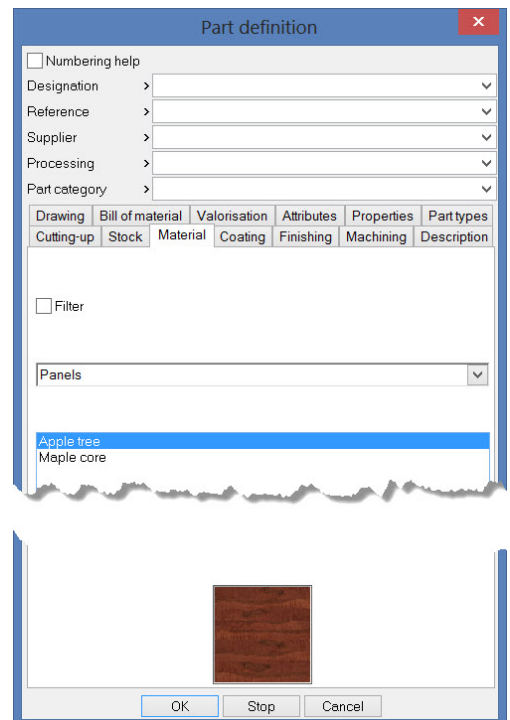 Part definition
Numbering help
Designation >
Reference >
Supplier >
Processing >
Part category >
Drawing Bill of material Valorisation Attributes Properties Part types
Cutting-up Stock Material Coating Finishing Machining Description
Filter
Panels
Apple tree
Maple core
OK Stop Cancel